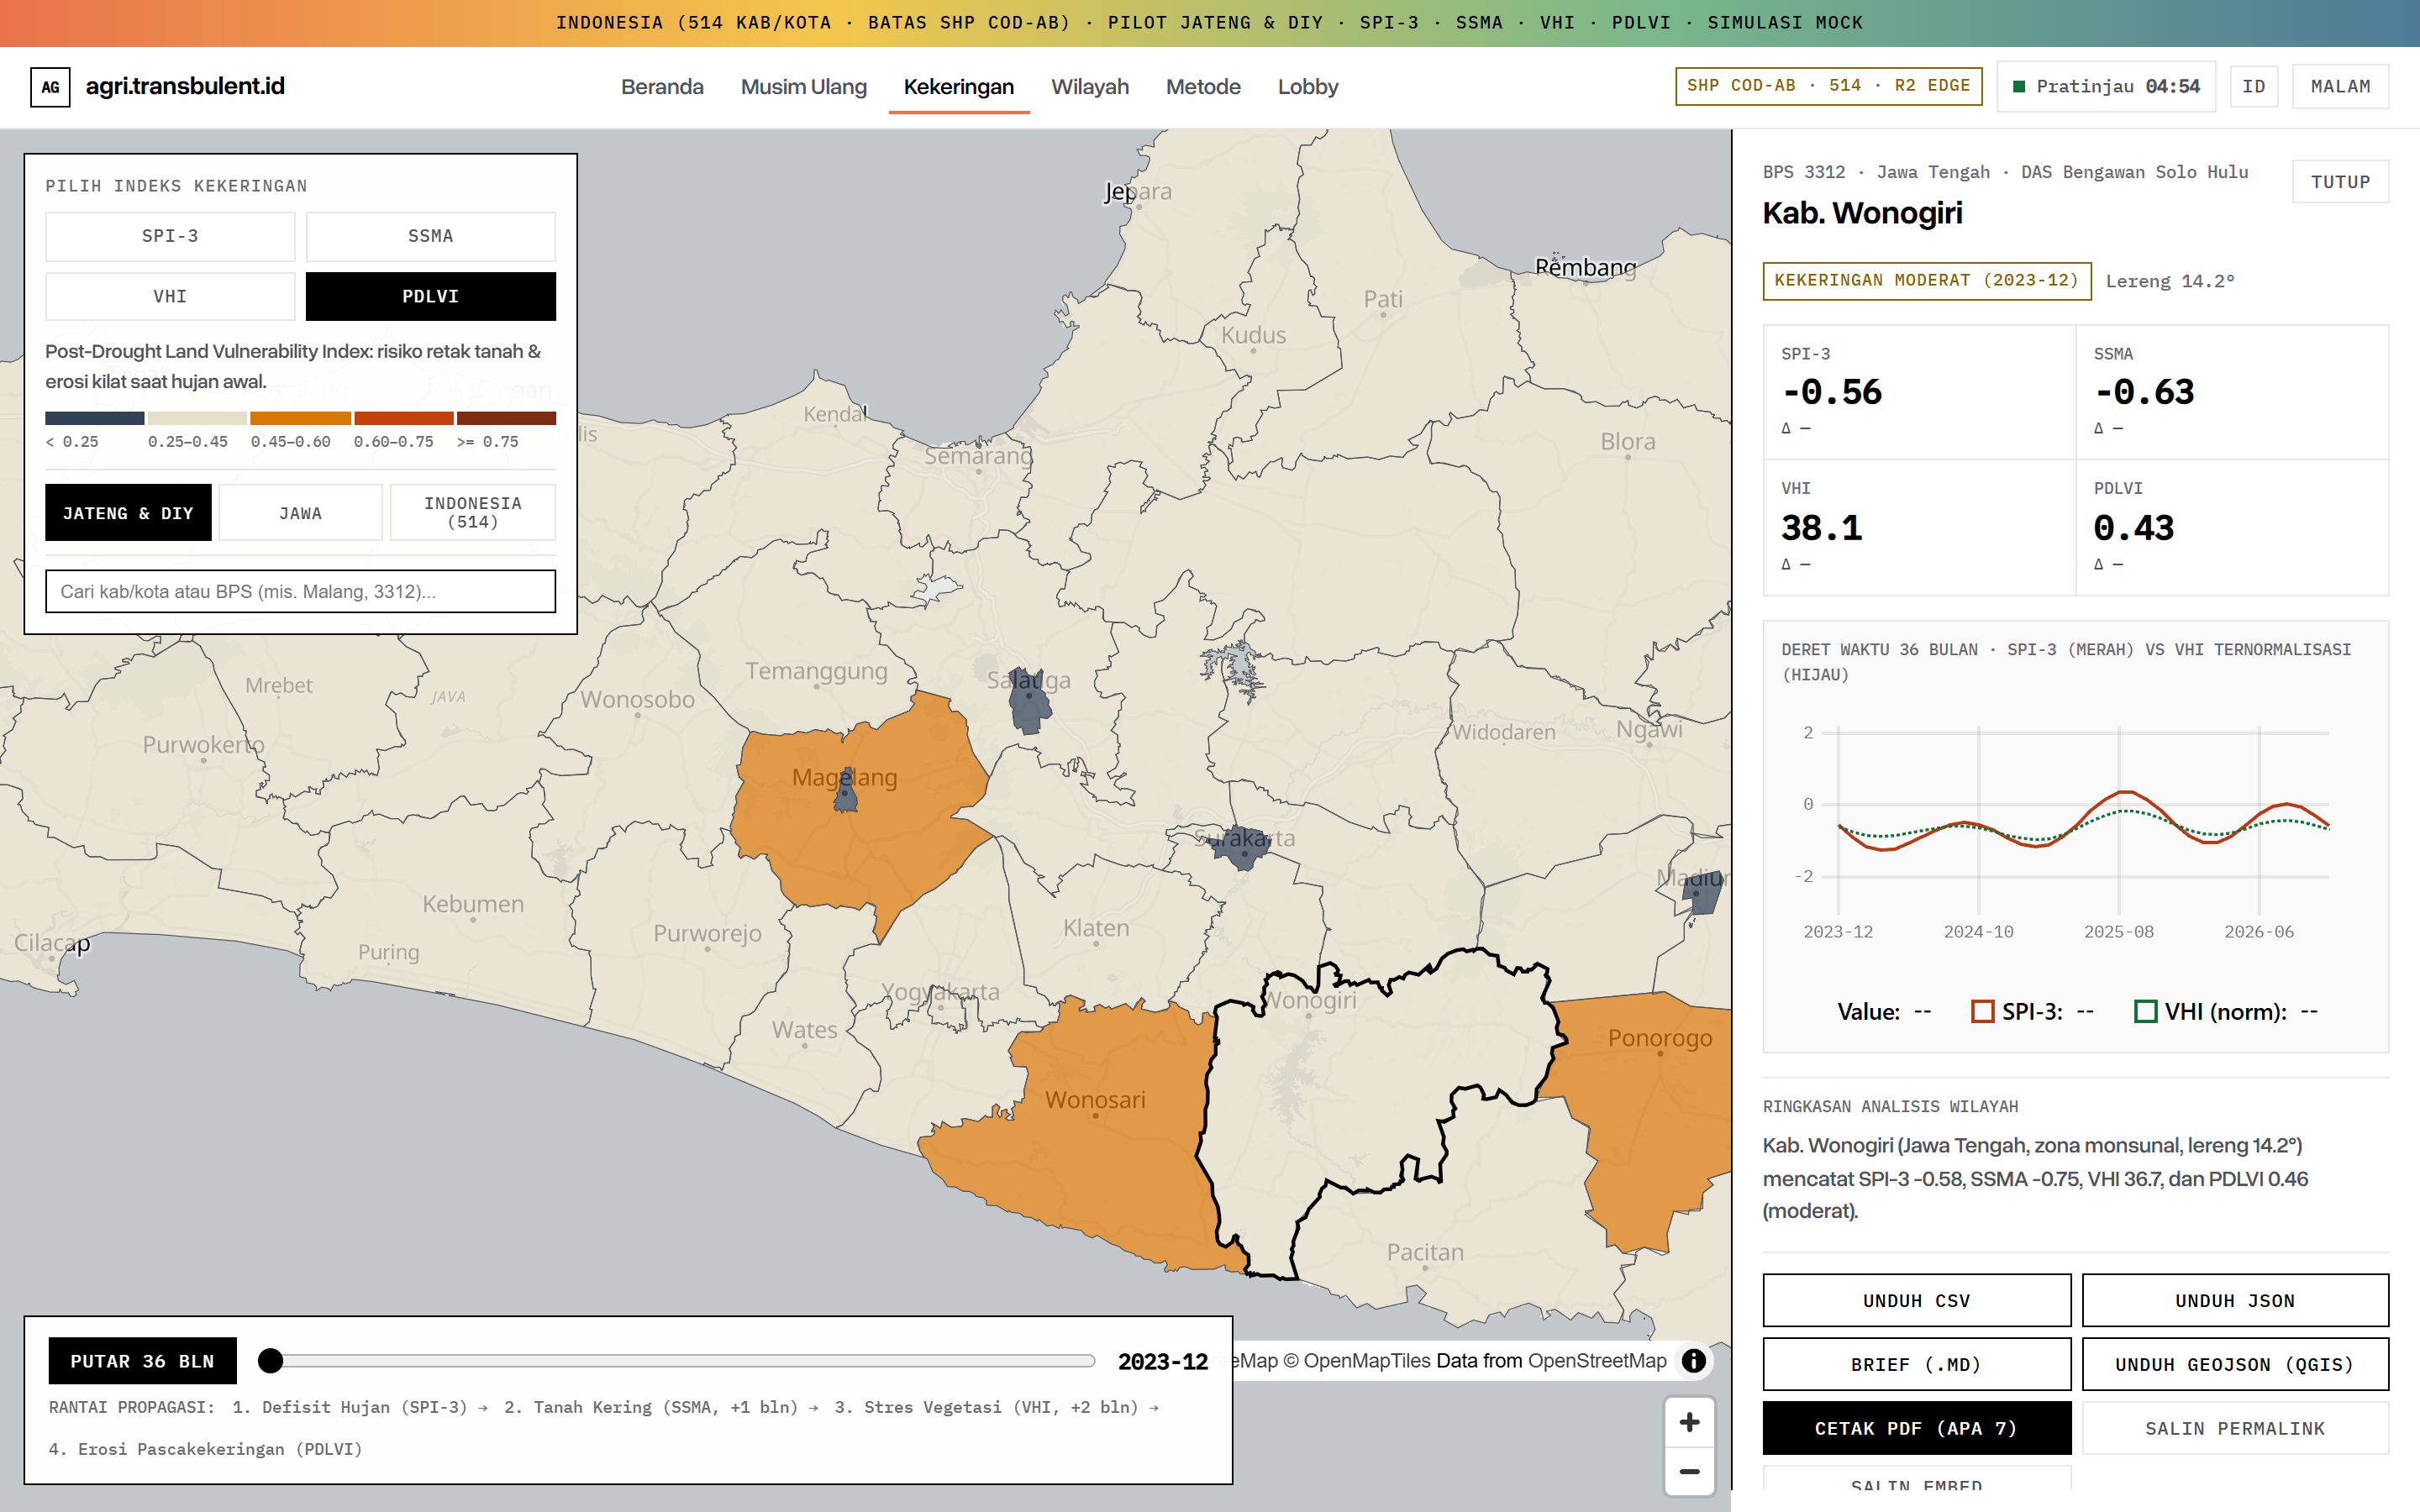 INDONESIA (514 KAB/KOTA · BATAS SHP COD-AB) · PILOT JATENG & DIY · SPI-3 · SSMA · VHI · PDLVI · SIMULASI MOCK
AG
agri.transbulent.id
Beranda
Musim Ulang
Kekeringan
Wilayah
Metode
Lobby
SHP COD-AB · 514 · R2 EDGE
Pratinjau 04:54
ID
MALAM
PILIH INDEKS KEKERINGAN
SPI-3
SSMA
VHI
PDLVI
Post-Drought Land Vulnerability Index: risiko retak tanah &
erosi kilat saat hujan awal.
< 0.25
0.25–0.45
0.45–0.60
0.60–0.75
>= 0.75
JATENG & DIY
JAWA
INDONESIA
(514)
Cari kab/kota atau BPS (mis. Malang, 3312)...
Jepara
Rembang
Pati
Kudus
Kendal
Semarang
Blora
Temanggung
Salatiga
Mrebet
JAVA
Wonosobo
Purwokerto
Widodaren
Ngawi
Magelang
Surakarta
Madiun
Kebumen
Purworejo
Klaten
Cilacap
Puring
Yogyakarta
Wonogiri
Wates
Ponorogo
Wonosari
Pacitan
PUTAR 36 BLN
2023-12
RANTAI PROPAGASI: 1. Defisit Hujan (SPI-3) → 2. Tanah Kering (SSMA, +1 bln) → 3. Stres Vegetasi (VHI, +2 bln) →
4. Erosi Pascakekeringan (PDLVI)
eMap © OpenMapTiles Data from OpenStreetMap
BPS 3312 · Jawa Tengah · DAS Bengawan Solo Hulu
TUTUP
Kab. Wonogiri
KEKERINGAN MODERAT (2023-12)
Lereng 14.2°
SPI-3
-0.56
Δ —
SSMA
-0.63
Δ —
VHI
38.1
Δ —
PDLVI
0.43
Δ —
DERET WAKTU 36 BULAN · SPI-3 (MERAH) VS VHI TERNORMALISASI
(HIJAU)
2
0
-2
2023-12
2024-10
2025-08
2026-06
Value: --
SPI-3: --
VHI (norm): --
RINGKASAN ANALISIS WILAYAH
Kab. Wonogiri (Jawa Tengah, zona monsunal, lereng 14.2°)
mencatat SPI-3 -0.58, SSMA -0.75, VHI 36.7, dan PDLVI 0.46
(moderat).
UNDUH CSV
UNDUH JSON
BRIEF (.MD)
UNDUH GEOJSON (QGIS)
CETAK PDF (APA 7)
SALIN PERMALINK
SALIN EMBED